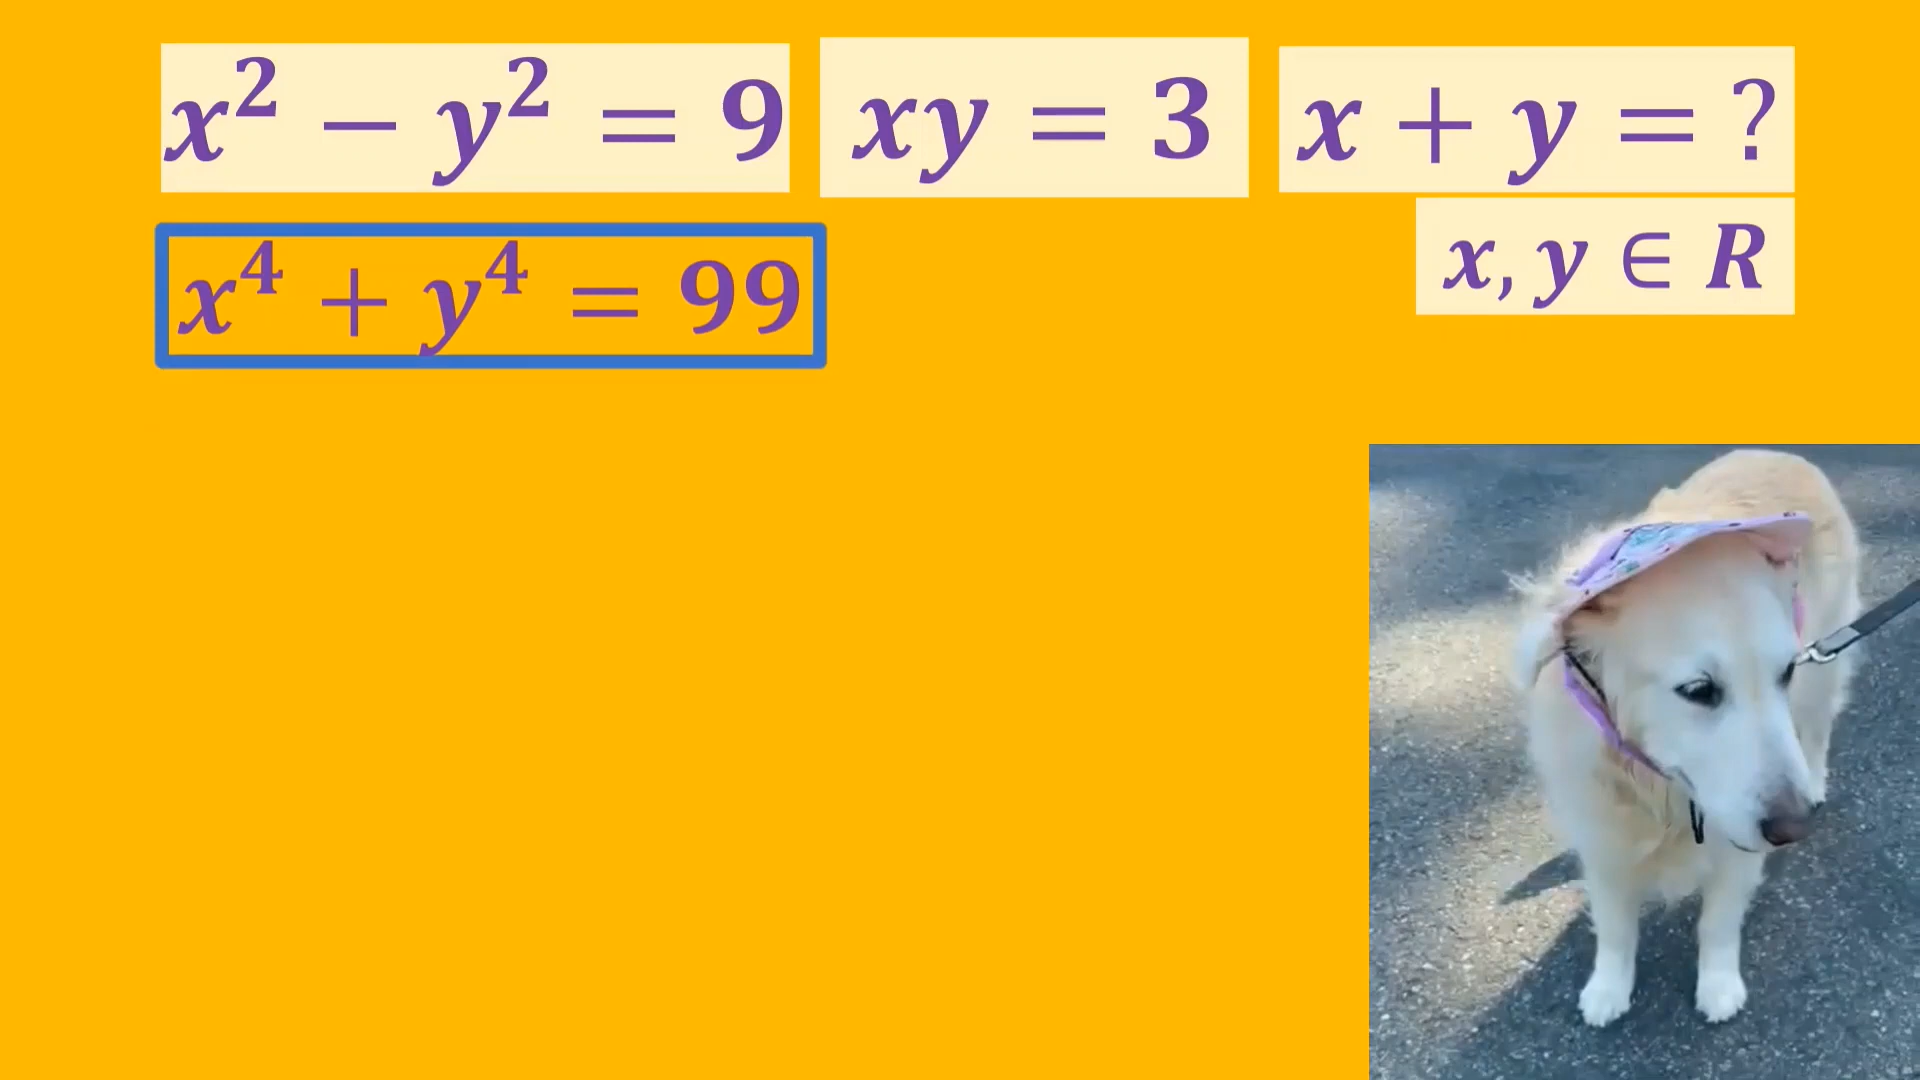 x² − y² = 9
xy = 3
x + y = ?
x, y ∈ R
x⁴ + y⁴ = 99